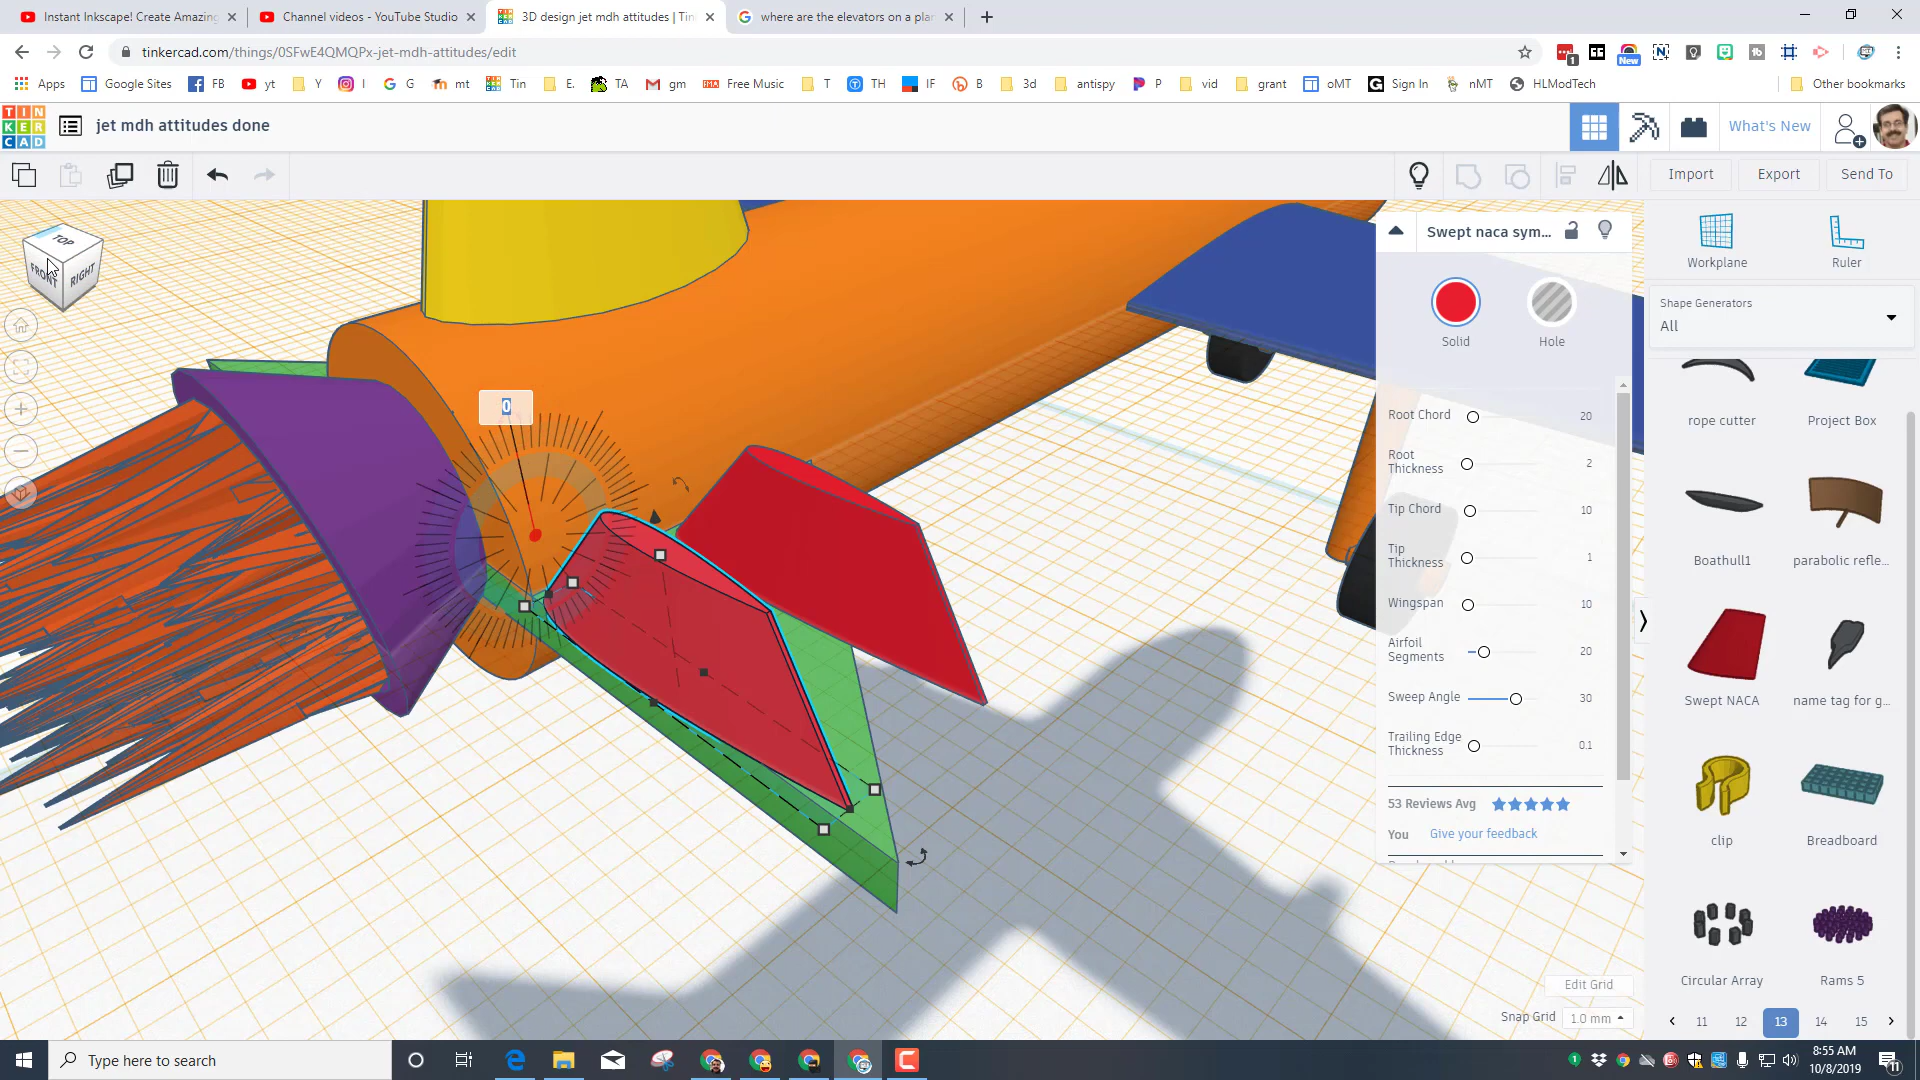 Instant Inkscape! Create Amazing
Channel videos - YouTube Studio
3D design jet mdh attitudes | Tin
where are the elevators on a plan
tinkercad.com/things/0SFwE4QMQPx-jet-mdh-attitudes/edit
1
New
Apps
Google Sites
FB
yt
Y
I
G
mt
Tin
E.
TA
gm
Free Music
T
TH
IF
B
3d
antispy
P
vid
grant
oMT
Sign In
nMT
HLModTech
Other bookmarks
TIN
KER
CAD
jet mdh attitudes done
What's New
Import
Export
Send To
TOP
FRONT
RIGHT
0
Swept naca sym...
Solid
Hole
Root Chord
20
Root
Thickness
2
Tip Chord
10
Tip
Thickness
1
Wingspan
10
Airfoil
Segments
20
Sweep Angle
30
Trailing Edge
Thickness
0.1
53 Reviews Avg
You
Give your feedback
Workplane
Ruler
Shape Generators
All
rope cutter
Project Box
Boathull1
parabolic refle...
Swept NACA
name tag for g...
clip
Breadboard
Circular Array
Rams 5
Edit Grid
Snap Grid
1.0 mm
11
12
13
14
15
Type here to search
8:55 AM
10/8/2019
11